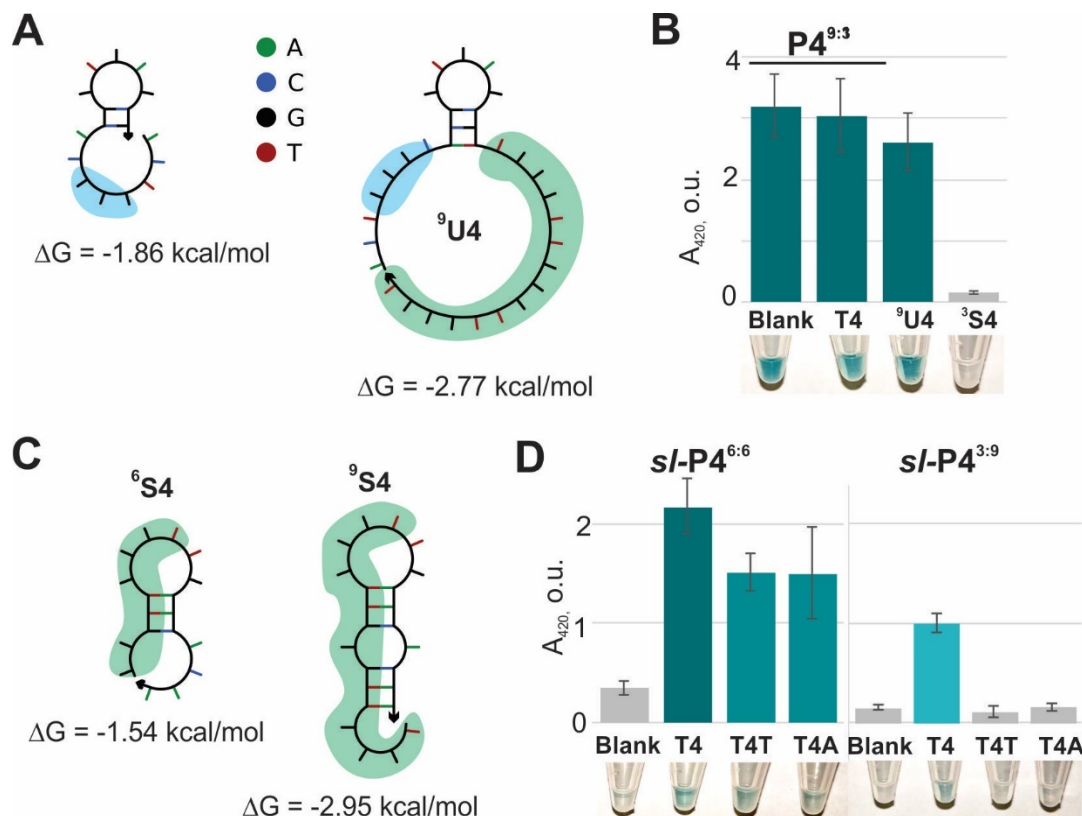 A
A
C
G
T
ΔG = -1.86 kcal/mol
⁹U4
ΔG = -2.77 kcal/mol
B
P4⁹:³
4
2
0
A₄₂₀, o.u.
Blank T4 ⁹U4 ³S4
C
⁶S4
ΔG = -1.54 kcal/mol
⁹S4
ΔG = -2.95 kcal/mol
D
sl-P4⁶:⁶ sl-P4³:⁹
2
1
0
A₄₂₀, o.u.
Blank T4 T4T T4A Blank T4 T4T T4A